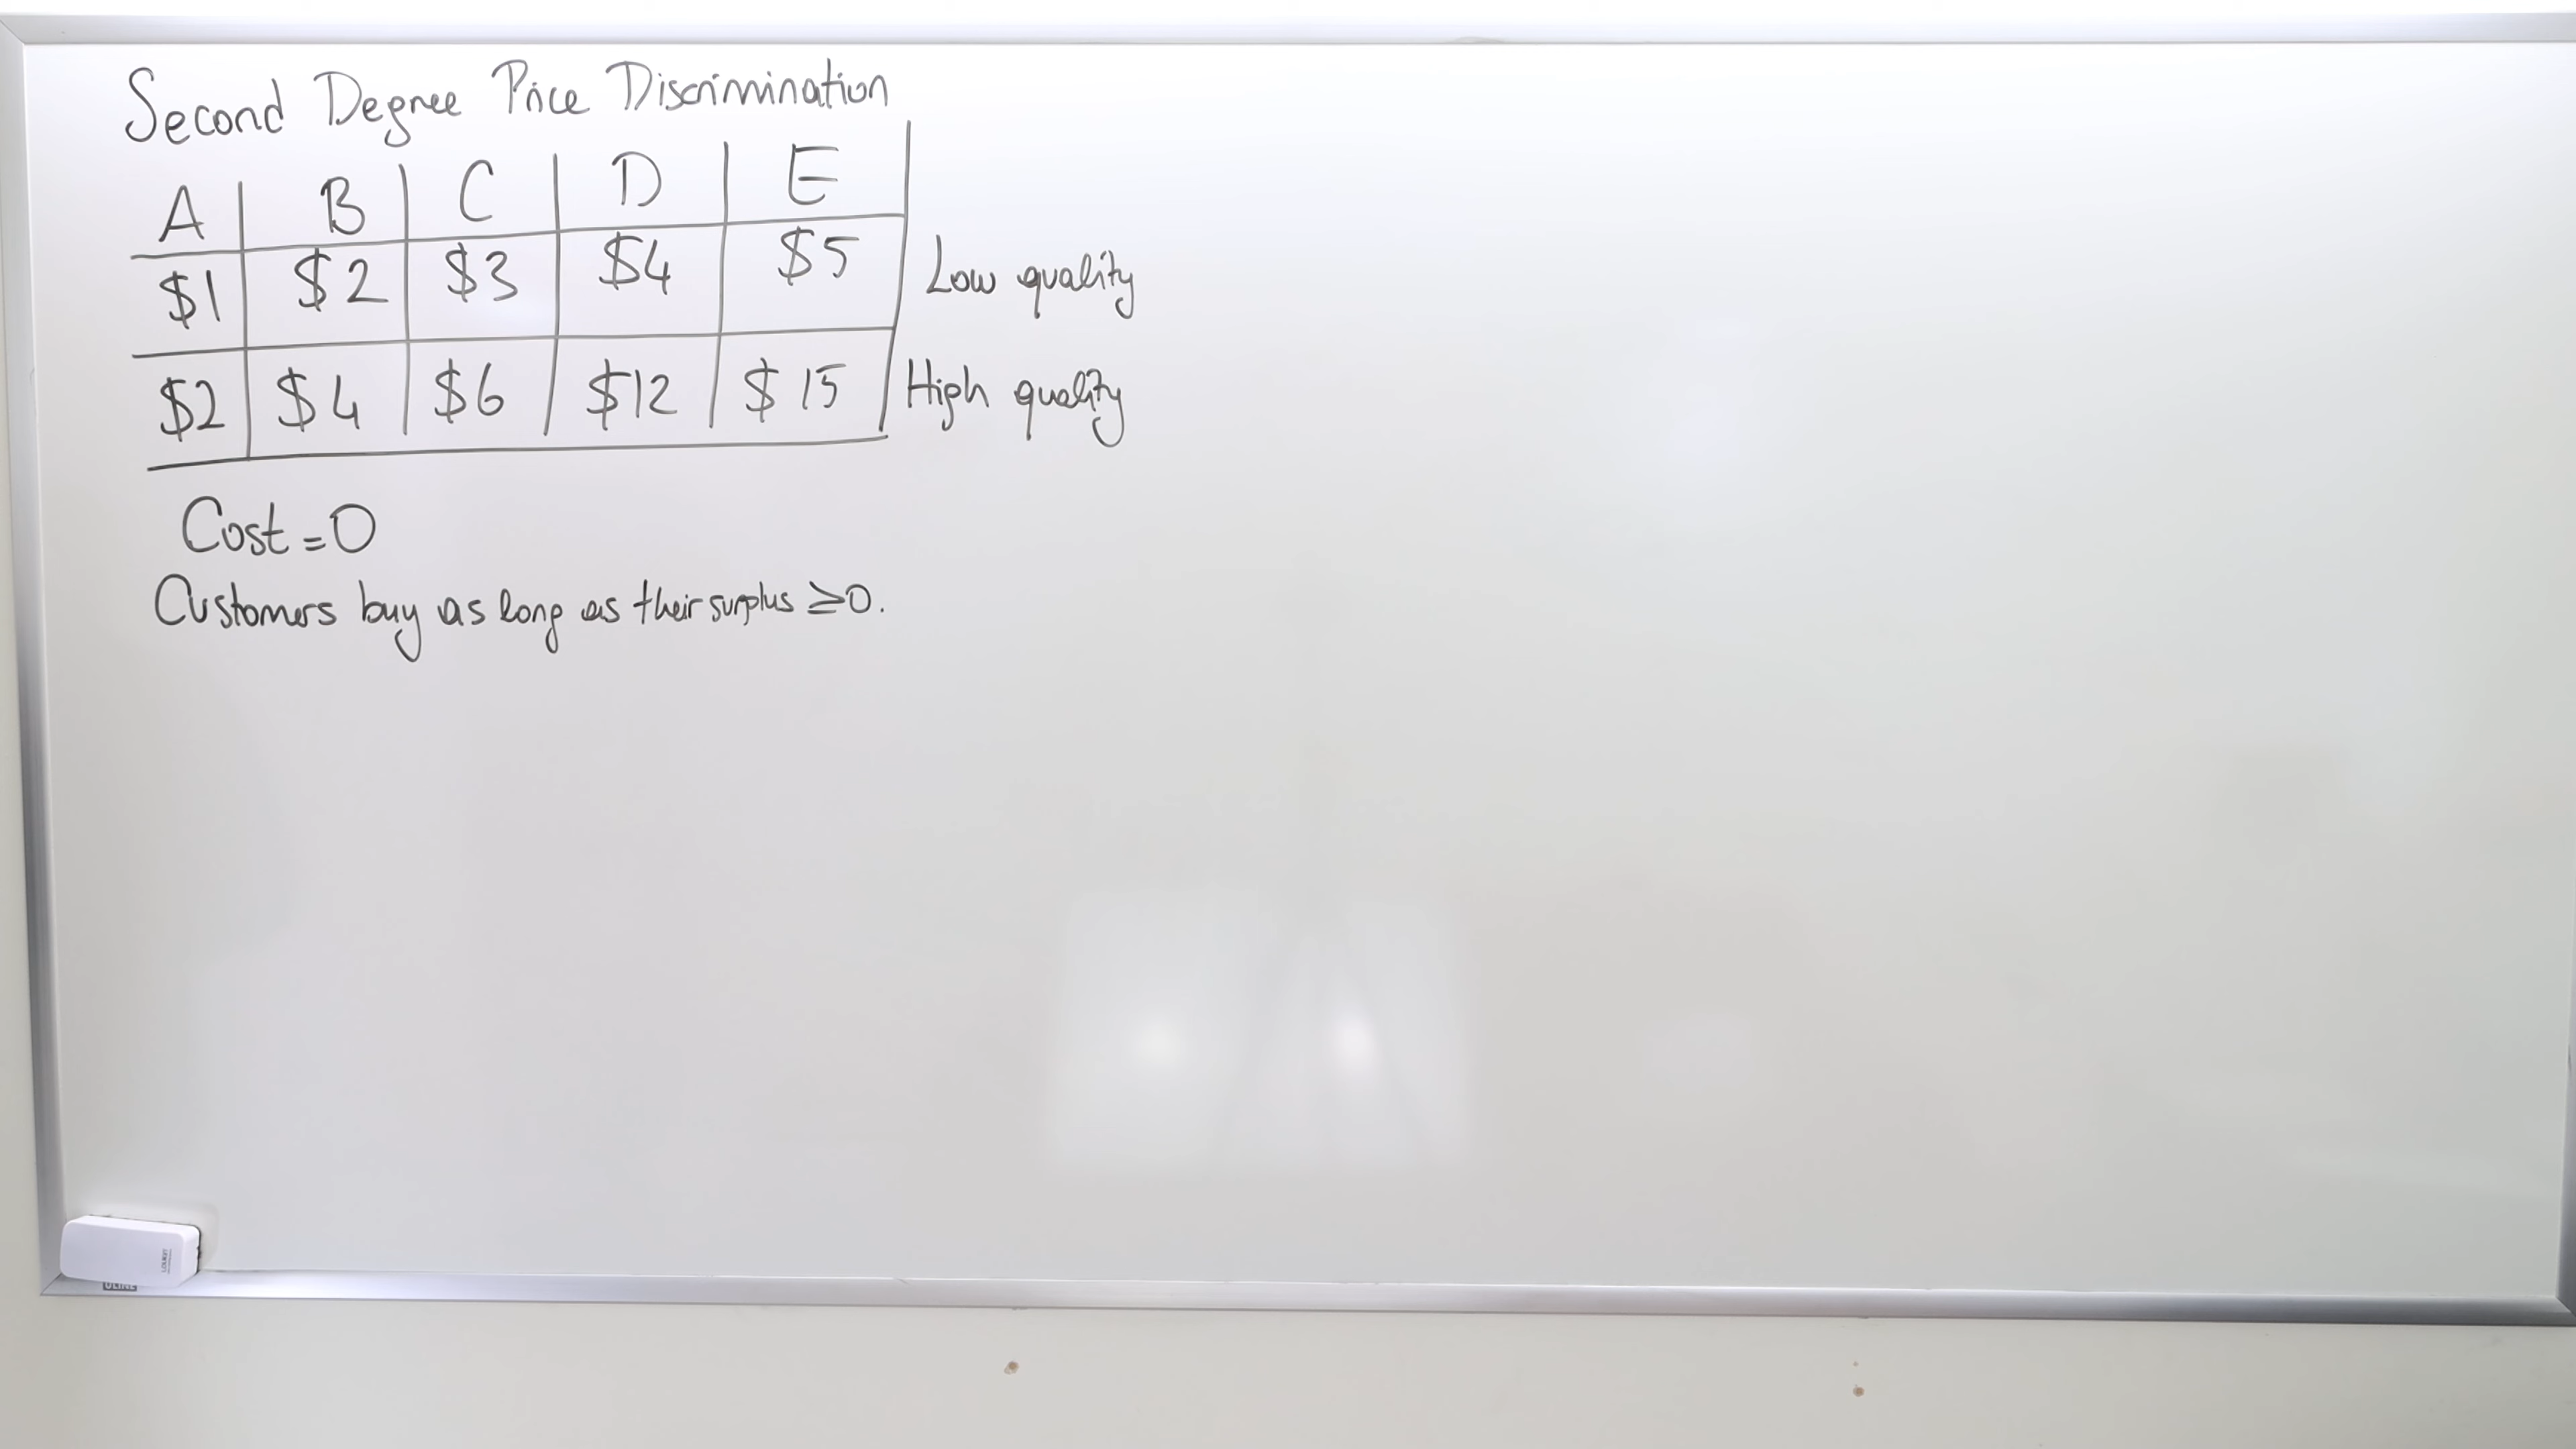 Second Degree Price Discrimination
A B C D E
$1 $2 $3 $4 $5 Low quality
$2 $4 $6 $12 $15 High quality
Cost = 0
Customers buy as long as their surplus ≥0.